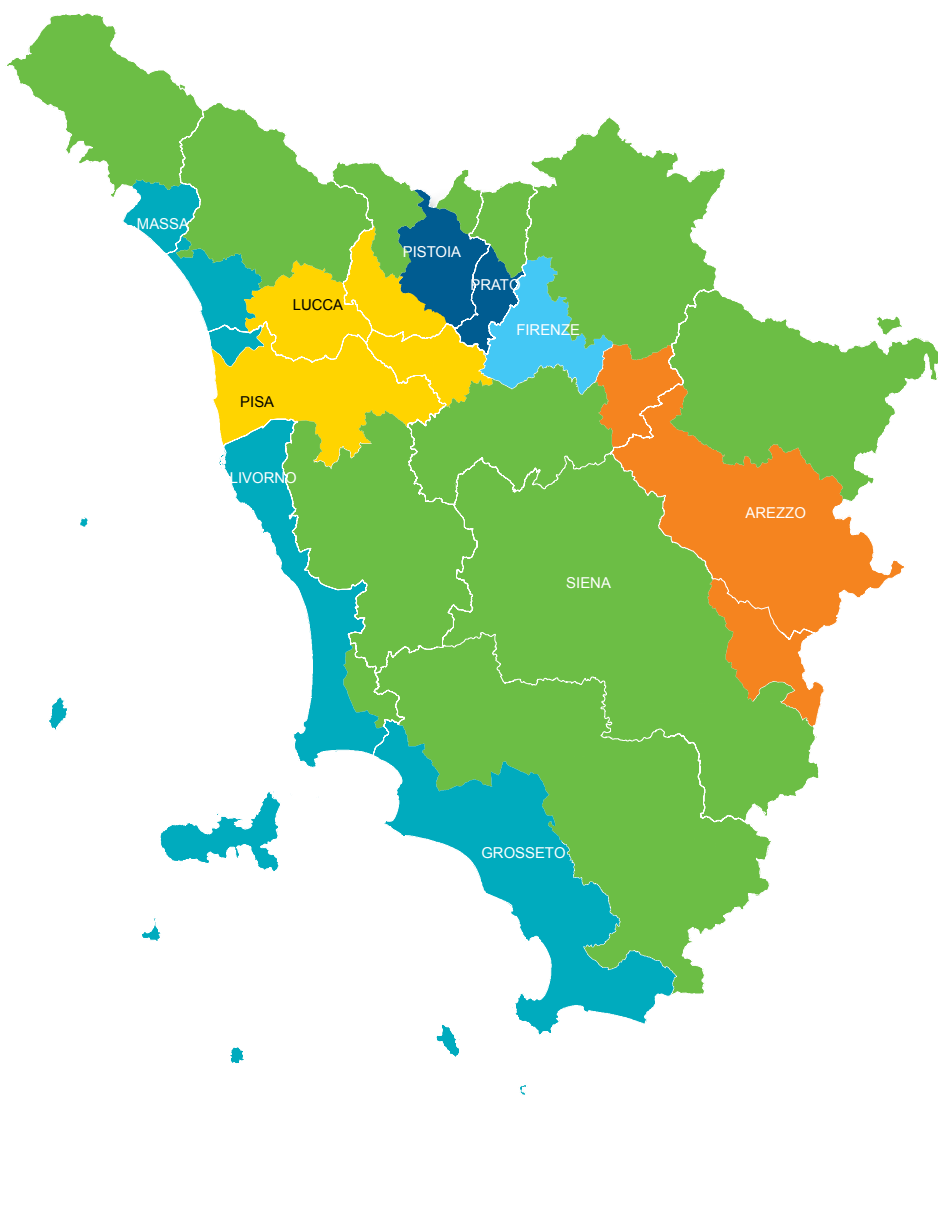 MASSA
PISTOIA
PRATO
LUCCA
FIRENZE
PISA
LIVORNO
AREZZO
SIENA
GROSSETO